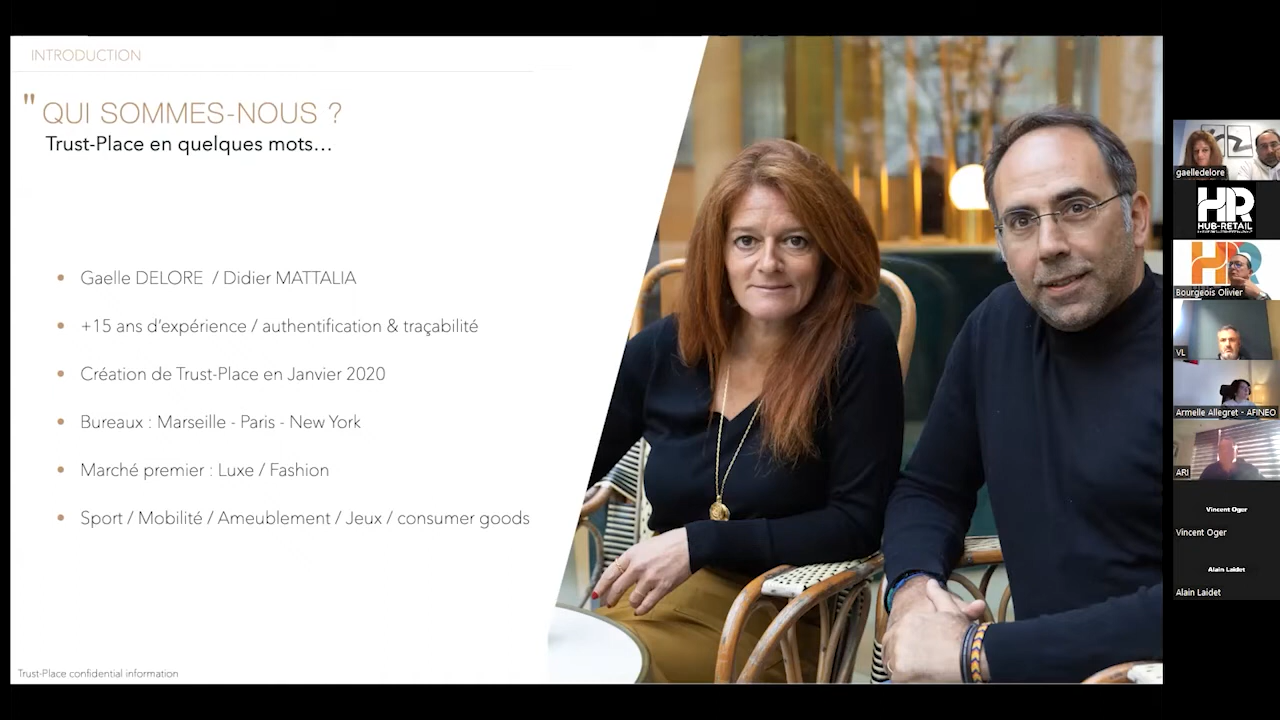 INTRODUCTION
" QUI SOMMES-NOUS ?
Trust-Place en quelques mots...
• Gaelle DELORE / Didier MATTALIA
• +15 ans d'expérience / authentification & traçabilité
• Création de Trust-Place en Janvier 2020
• Bureaux : Marseille - Paris - New York
• Marché premier : Luxe / Fashion
• Sport / Mobilité / Ameublement / Jeux / consumer goods
Trust-Place confidential information
gaelledelore
HR
HUB-RETAIL
HR
Bourgeois Olivier
VL
Armelle Allegret - AFINEO
ARI
Vincent Oger
Vincent Oger
Alain Laidet
Alain Laidet